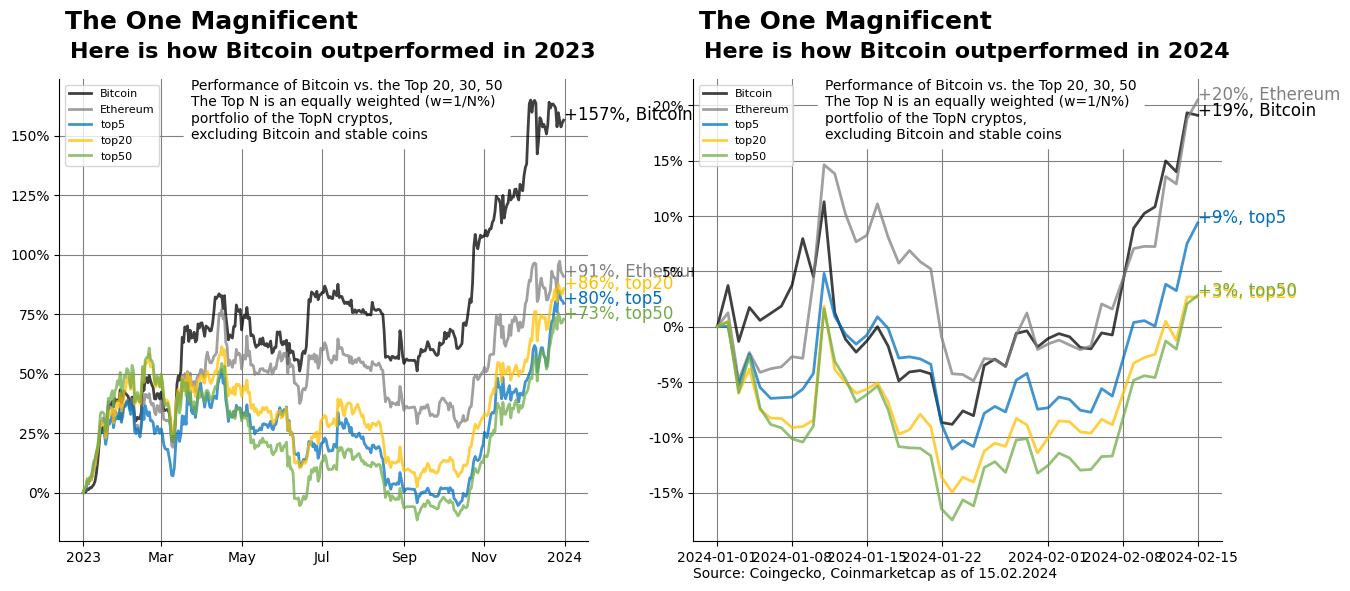 The One Magnificent
Here is how Bitcoin outperformed in 2023
Performance of Bitcoin vs. the Top 20, 30, 50
The Top N is an equally weighted (w=1/N%)
portfolio of the TopN cryptos,
excluding Bitcoin and stable coins
Bitcoin
Ethereum
top5
top20
top50
150%
125%
100%
75%
50%
25%
0%
+157%, Bitcoin
+91%, Ethereum
+86%, top20
+80%, top5
+73%, top50
2023
Mar
May
Jul
Sep
Nov
2024
The One Magnificent
Here is how Bitcoin outperformed in 2024
Performance of Bitcoin vs. the Top 20, 30, 50
The Top N is an equally weighted (w=1/N%)
portfolio of the TopN cryptos,
excluding Bitcoin and stable coins
Bitcoin
Ethereum
top5
top20
top50
20%
15%
10%
5%
0%
-5%
-10%
-15%
+20%, Ethereum
+19%, Bitcoin
+9%, top5
+3%, top50
+3%, top20
2024-01-01
2024-01-08
2024-01-15
2024-01-22
2024-02-01
2024-02-08
2024-02-15
Source: Coingecko, Coinmarketcap as of 15.02.2024